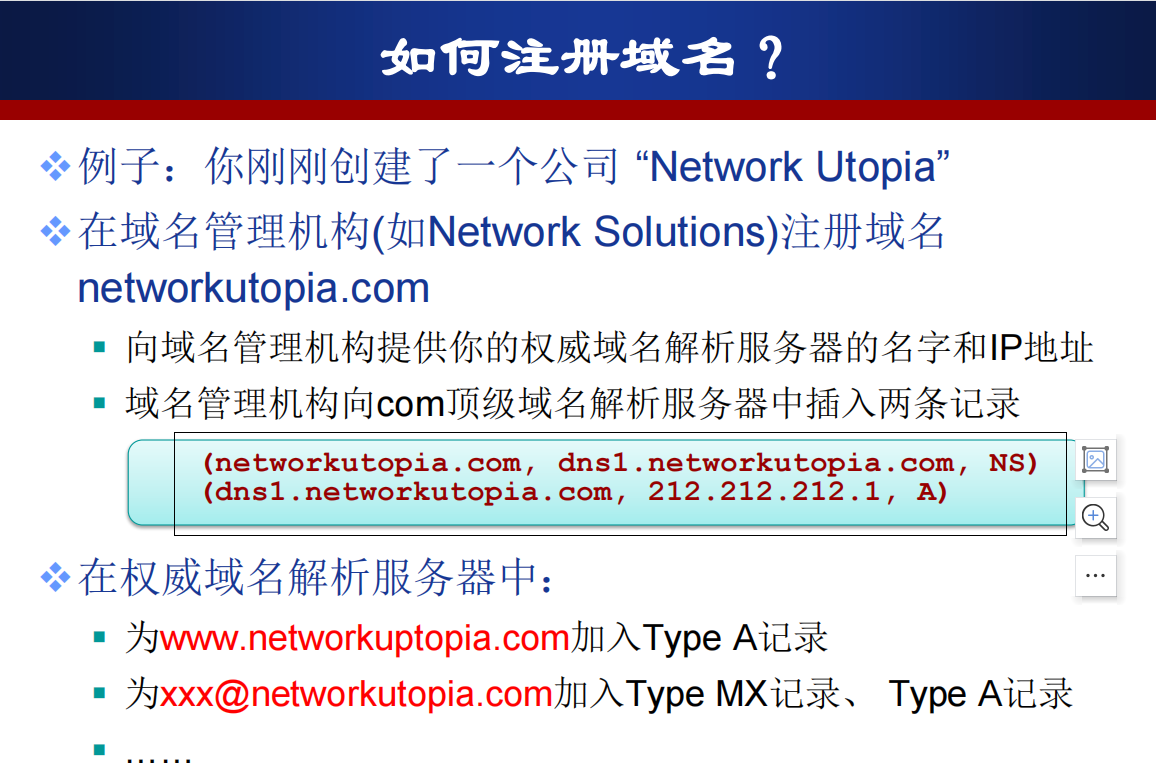 如何注册域名？
例子：你刚刚创建了一个公司 “Network Utopia”
在域名管理机构(如Network Solutions)注册域名
networkutopia.com
向域名管理机构提供你的权威域名解析服务器的名字和IP地址
域名管理机构向com顶级域名解析服务器中插入两条记录
(networkutopia.com, dns1.networkutopia.com, NS)
(dns1.networkutopia.com, 212.212.212.1, A)
在权威域名解析服务器中：
为www.networkuptopia.com加入Type A记录
为xxx@networkutopia.com加入Type MX记录、 Type A记录
……